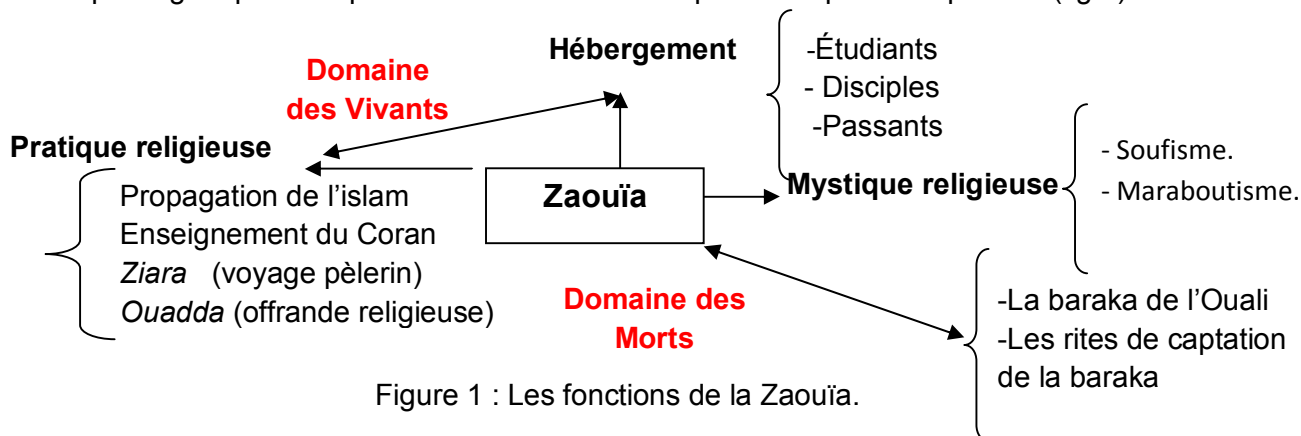 Hébergement
-Étudiants
- Disciples
-Passants
Domaine
des Vivants
Pratique religieuse
Propagation de l’islam
Enseignement du Coran
Ziara (voyage pèlerin)
Ouadda (offrande religieuse)
Zaouïa
Mystique religieuse
- Soufisme.
- Maraboutisme.
Domaine des
Morts
-La baraka de l’Ouali
-Les rites de captation
de la baraka
Figure 1 : Les fonctions de la Zaouïa.